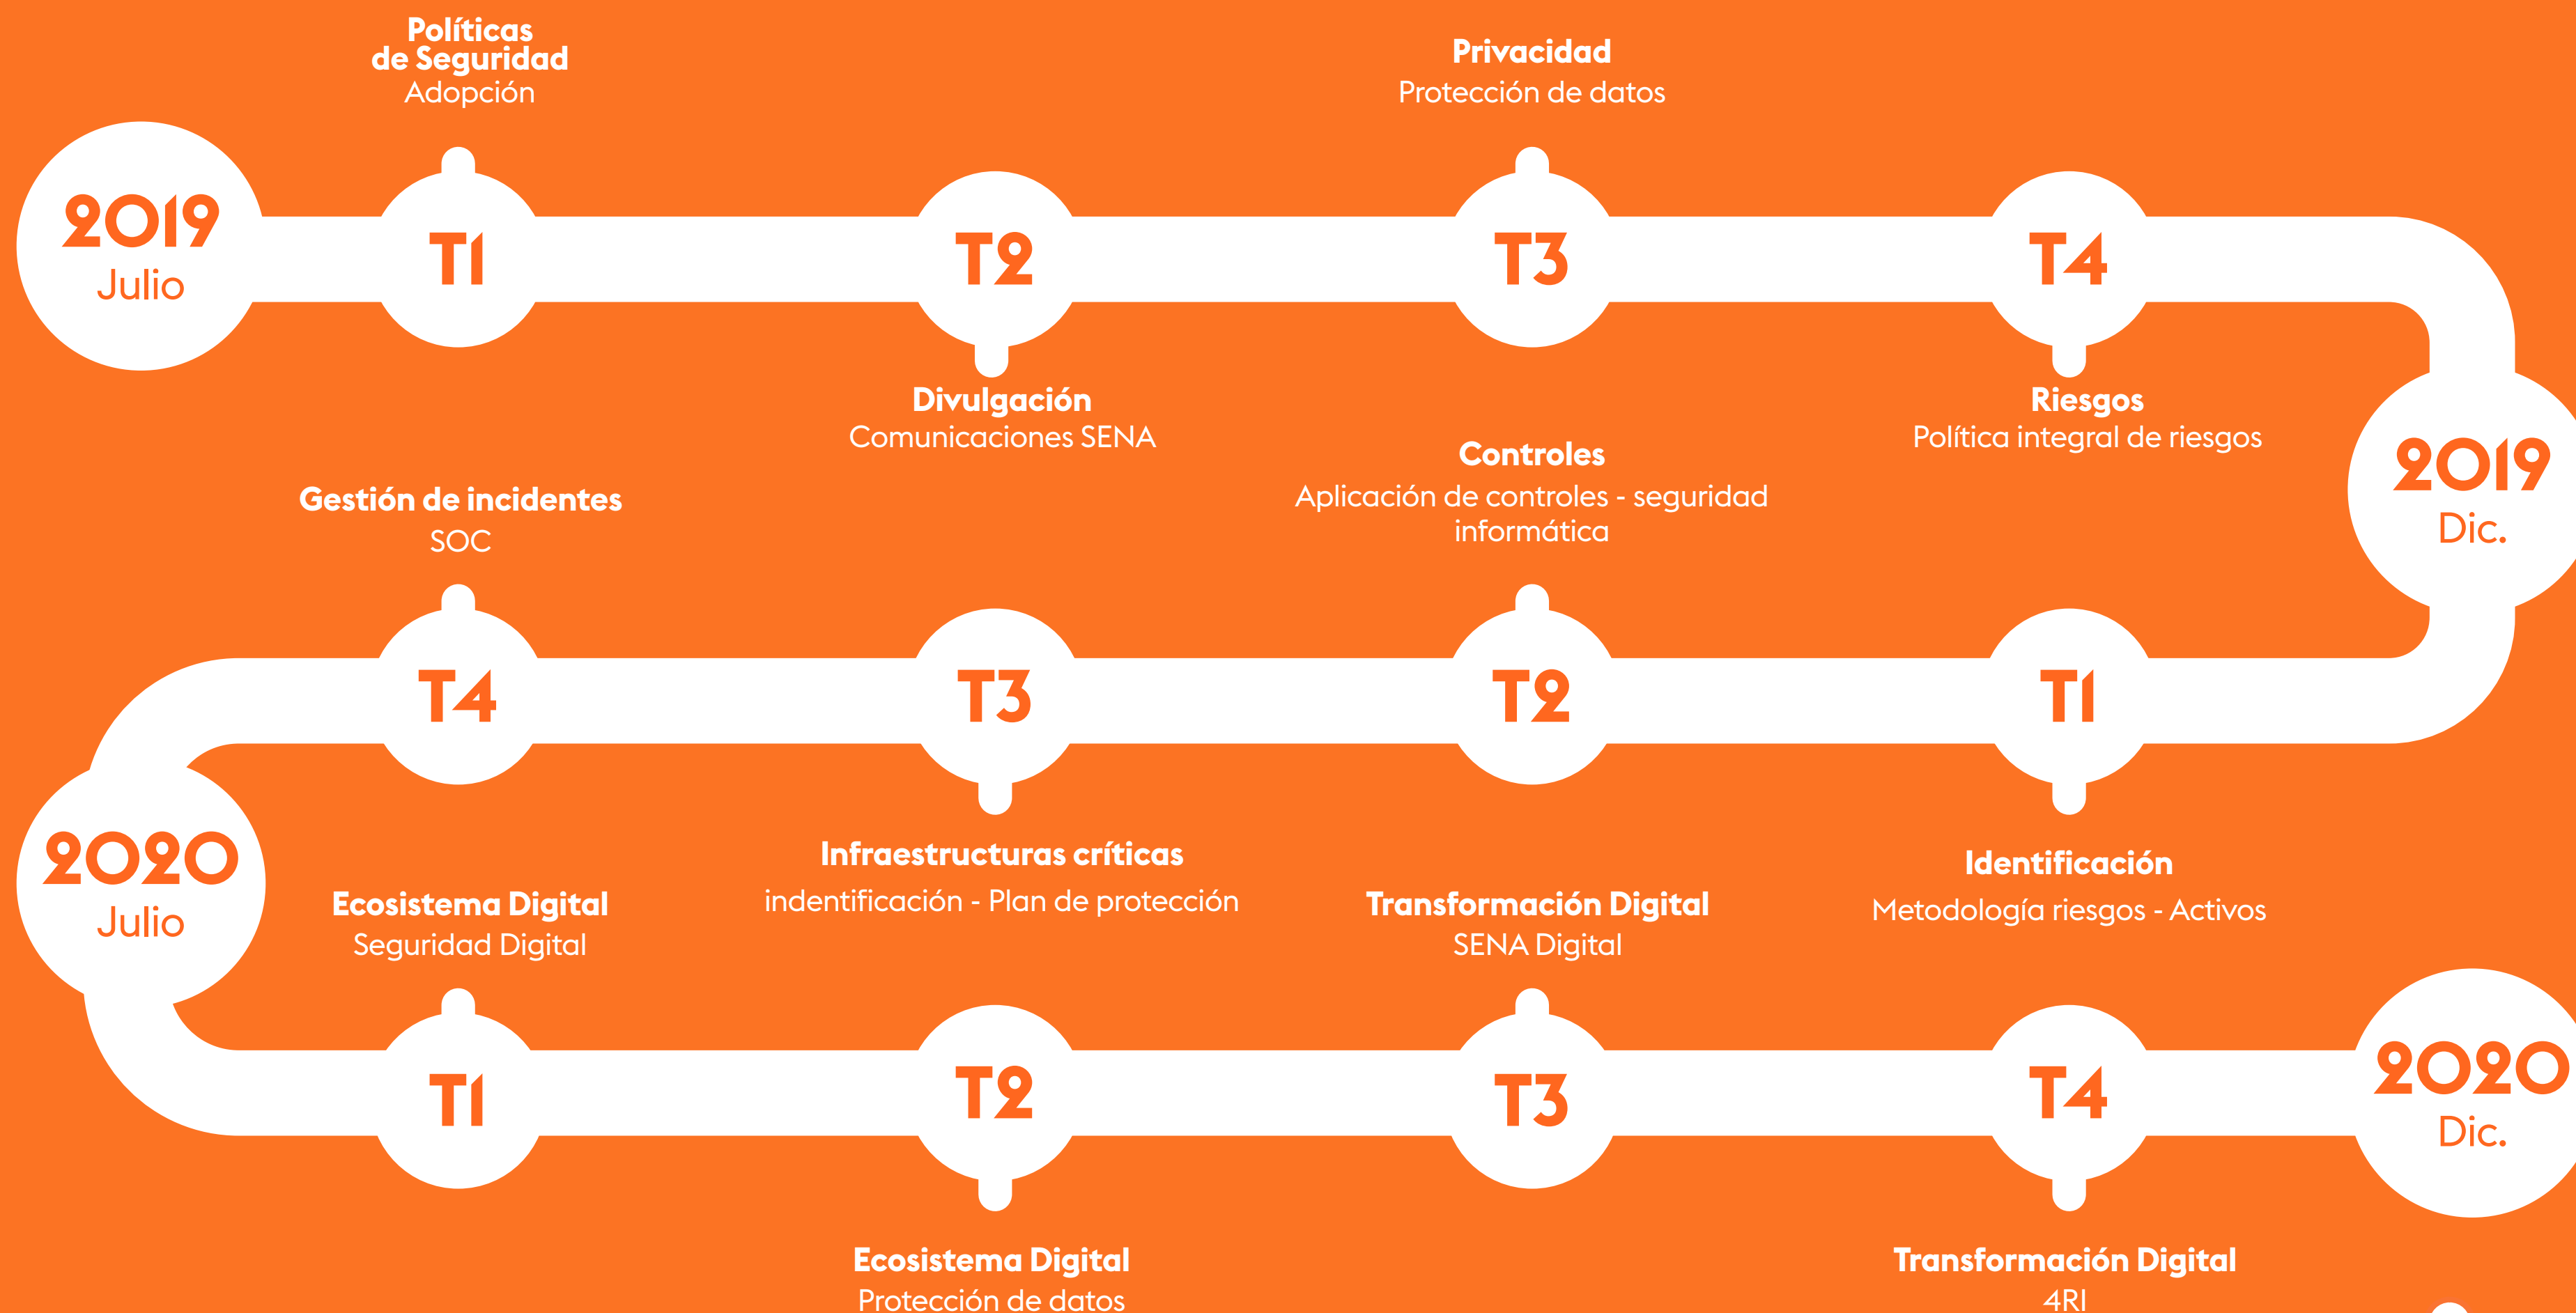 Políticas
de Seguridad
Adopción
Privacidad
Protección de datos
2019
Julio
T1
T2
T3
T4
Divulgación
Comunicaciones SENA
Riesgos
Política integral de riesgos
2019
Dic.
Gestión de incidentes
SOC
Controles
Aplicación de controles - seguridad
informática
T4
T3
T2
T1
2020
Julio
Infraestructuras críticas
indentificación - Plan de protección
Identificación
Metodología riesgos - Activos
Ecosistema Digital
Seguridad Digital
Transformación Digital
SENA Digital
T1
T2
T3
T4
2020
Dic.
Ecosistema Digital
Protección de datos
Transformación Digital
4RI